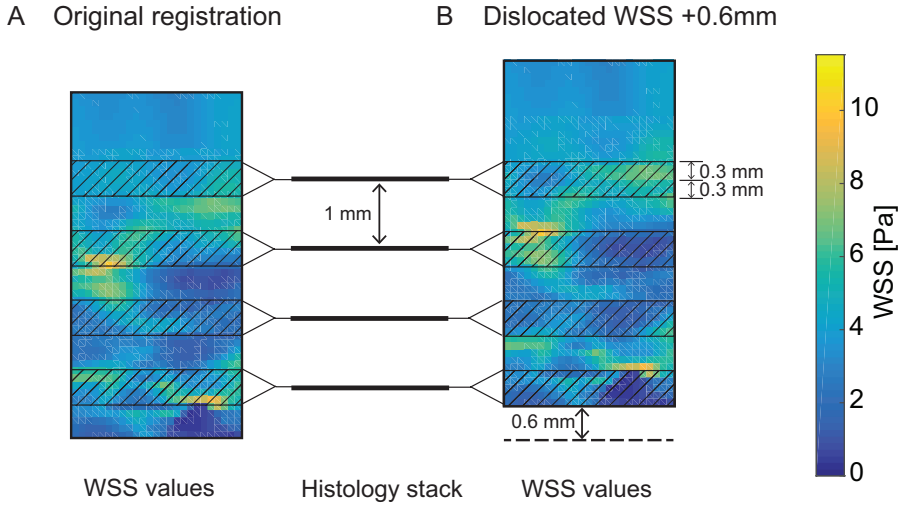 A Original registration
B Dislocated WSS +0.6mm
10
8
6
4
2
0
WSS [Pa]
0.3 mm
0.3 mm
1 mm
0.6 mm
WSS values
Histology stack
WSS values